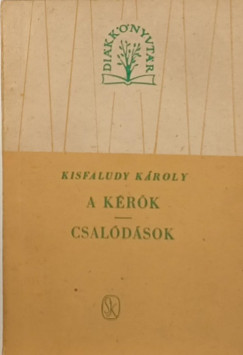 DIÁKKÖNYVTÁR
KISFALUDY KÁROLY
A KÉRŐK
CSALÓDÁSOK